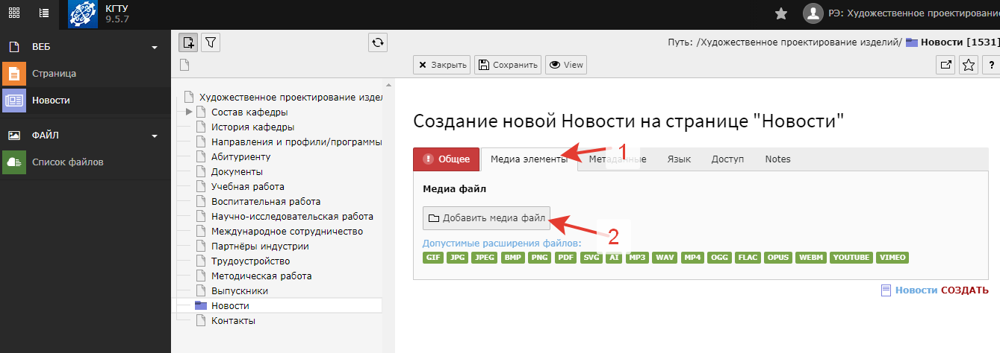 КГТУ
9.5.7
РЭ: Художественное проектировани
ВЕБ
Страница
Новости
ФАЙЛ
Список файлов
Путь: /Художественное проектирование изделий/ Новости [1531]
Закрыть
Сохранить
View
?
Художественное проектирование издел
Состав кафедры
История кафедры
Направления и профили/программы
Абитуриенту
Документы
Учебная работа
Воспитательная работа
Научно-исследовательская работа
Международное сотрудничество
Партнёры индустрии
Трудоустройство
Методическая работа
Выпускники
Новости
Контакты
Создание новой Новости на странице "Новости"
1
! Общее Медиа элементы Метаданные Язык Доступ Notes
Медиа файл
Добавить медиа файл
2
Допустимые расширения файлов:
GIF JPG JPEG BMP PNG PDF SVG AI MP3 WAV MP4 OGG FLAC OPUS WEBM YOUTUBE VIMEO
Новости СОЗДАТЬ